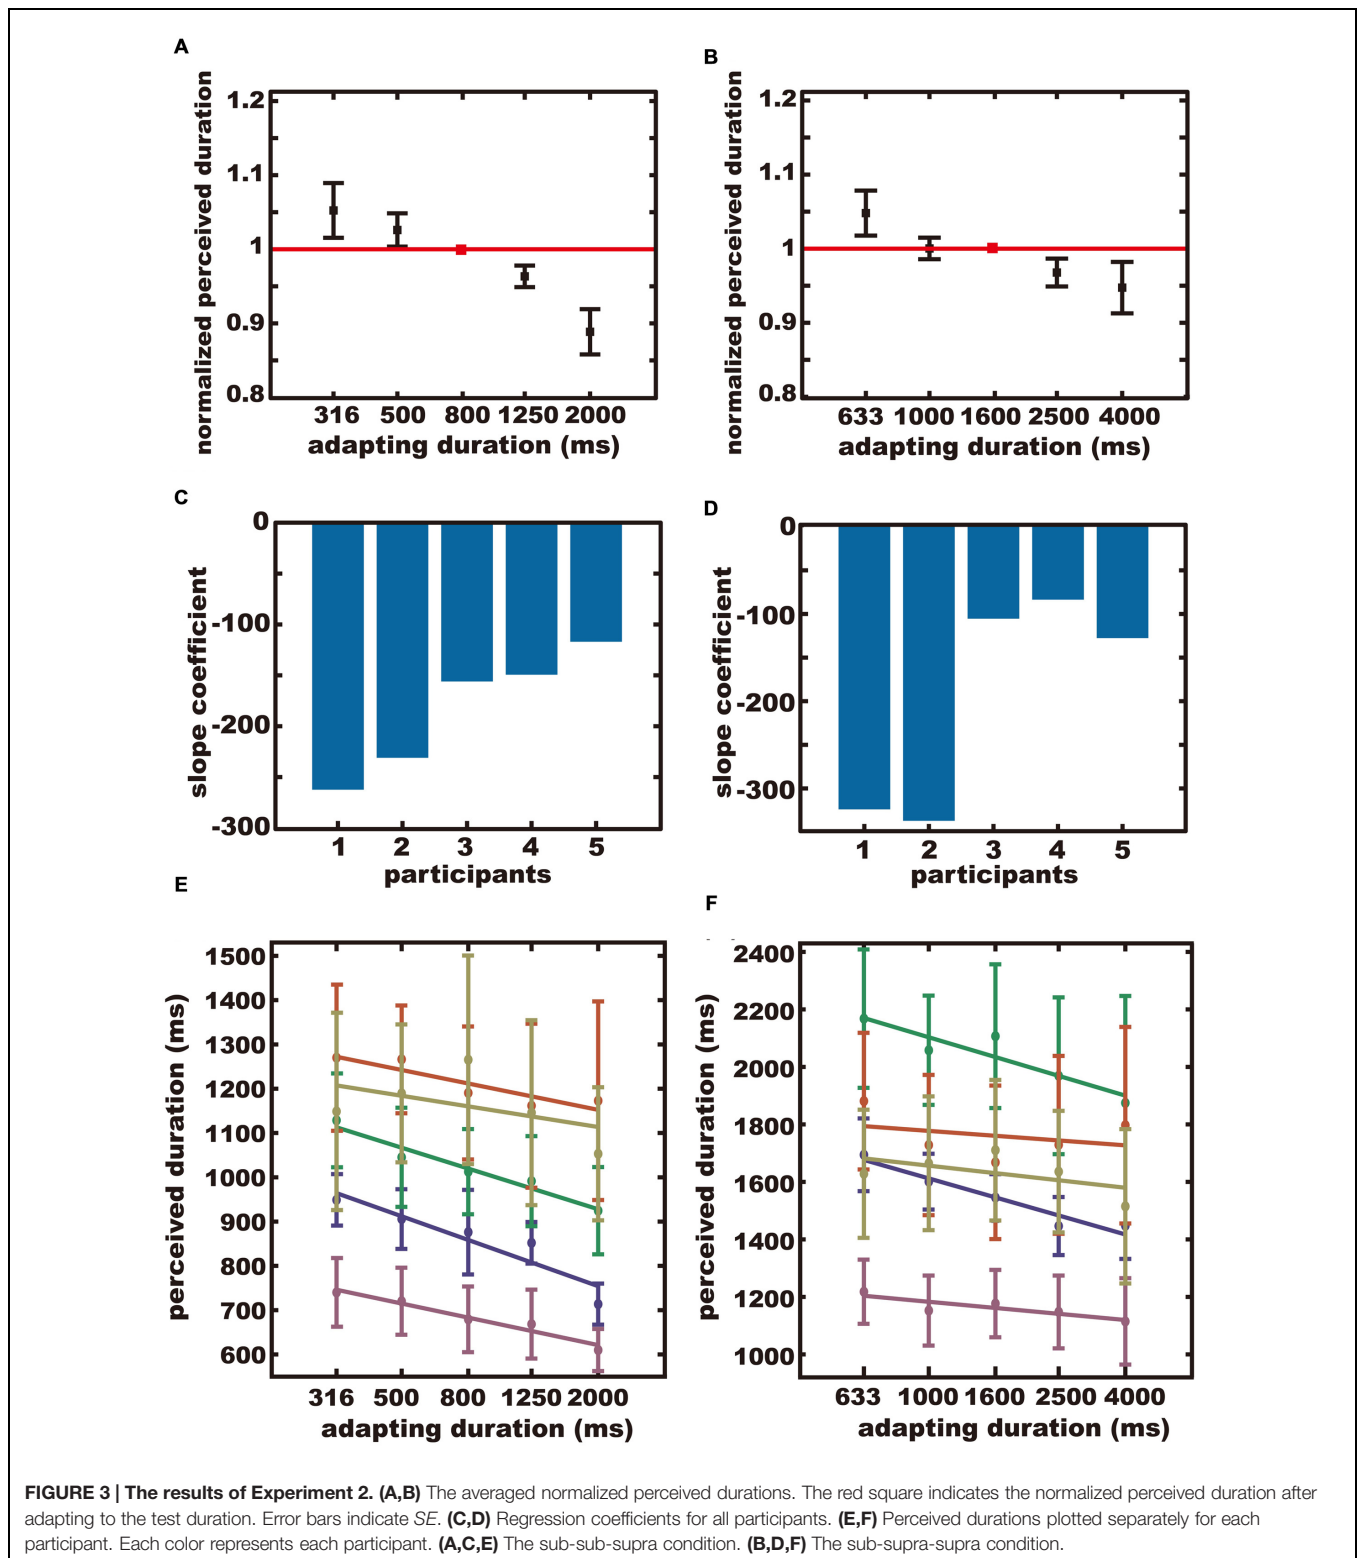 A
normalized perceived duration
1.2
1.1
1
0.9
0.8
316 500 800 1250 2000
adapting duration (ms)
B
normalized perceived duration
1.2
1.1
1
0.9
0.8
633 1000 1600 2500 4000
adapting duration (ms)
C
slope coefficient
0
-100
-200
-300
1 2 3 4 5
participants
D
slope coefficient
0
-100
-200
-300
1 2 3 4 5
participants
E
perceived duration (ms)
1500
1400
1300
1200
1100
1000
900
800
700
600
316 500 800 1250 2000
adapting duration (ms)
F
perceived duration (ms)
2400
2200
2000
1800
1600
1400
1200
1000
633 1000 1600 2500 4000
adapting duration (ms)
FIGURE 3 | The results of Experiment 2. (A,B) The averaged normalized perceived durations. The red square indicates the normalized perceived duration after
adapting to the test duration. Error bars indicate SE. (C,D) Regression coefficients for all participants. (E,F) Perceived durations plotted separately for each
participant. Each color represents each participant. (A,C,E) The sub-sub-supra condition. (B,D,F) The sub-supra-supra condition.